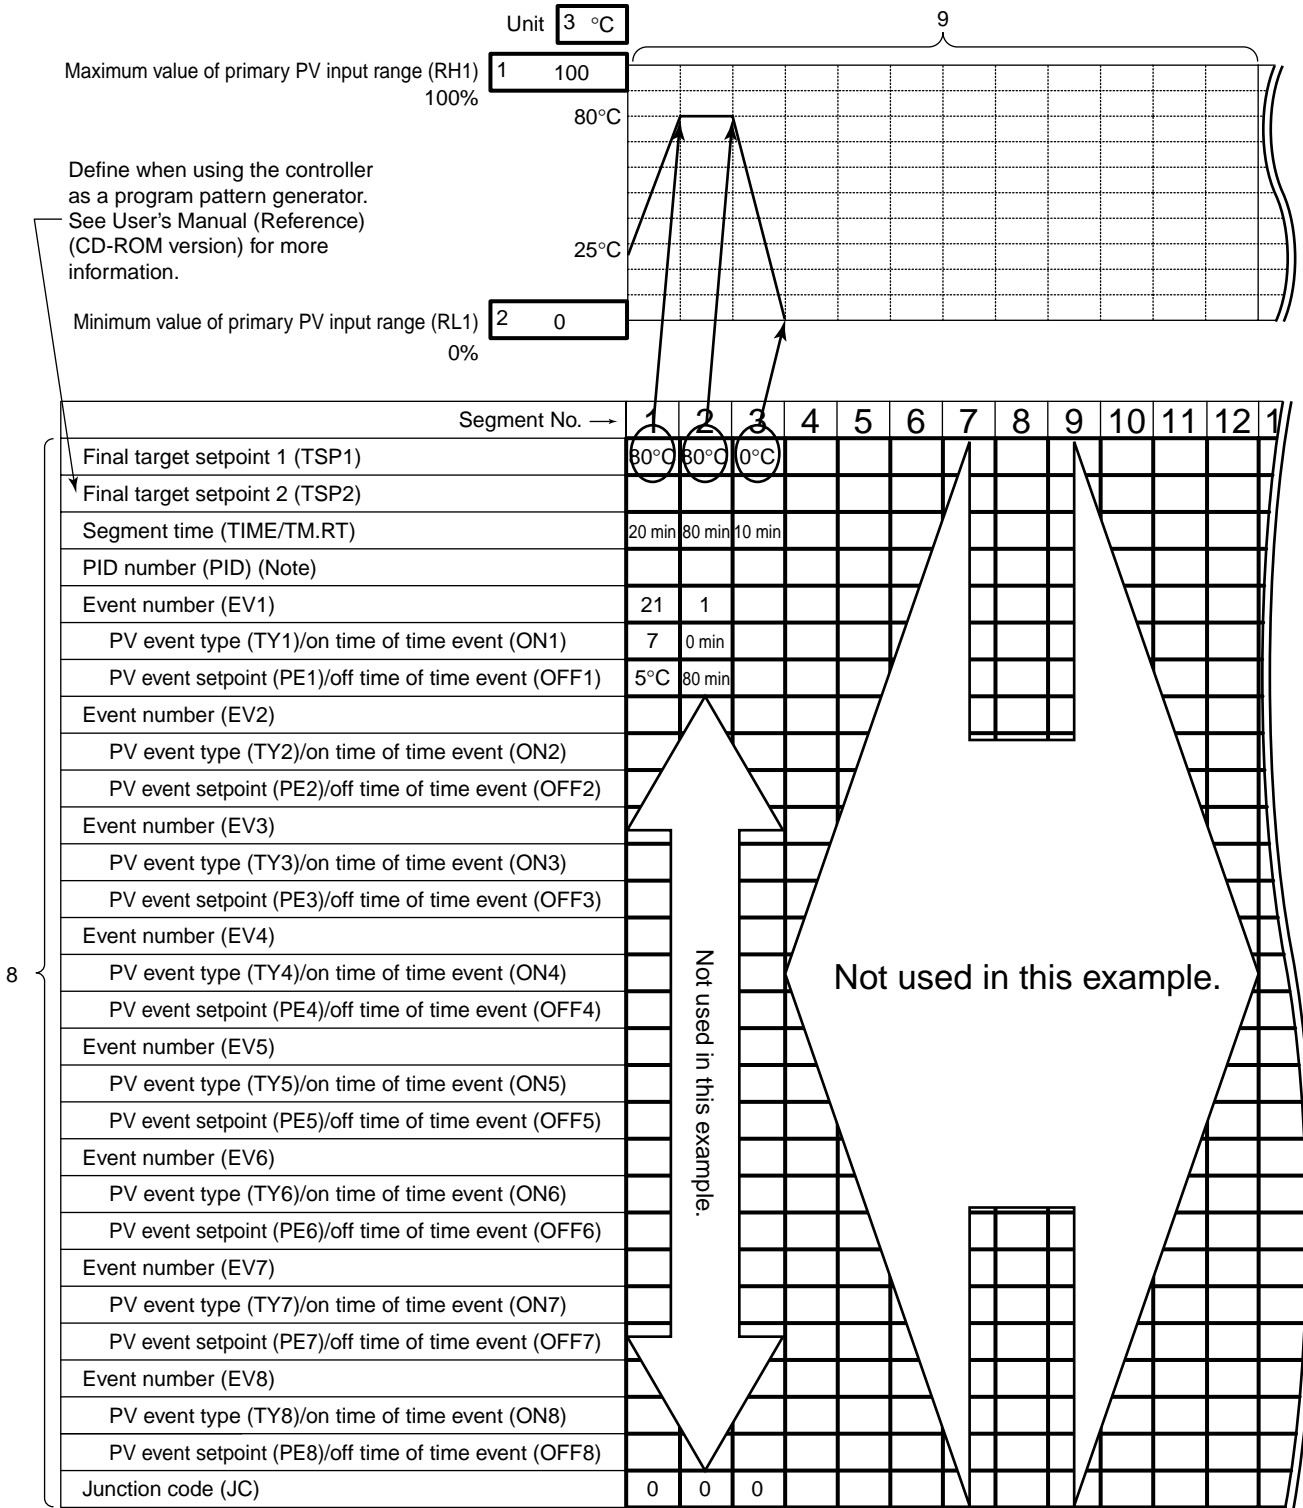 Unit 3 °C
9
Maximum value of primary PV input range (RH1) 1 100
100%
80°C
Define when using the controller
as a program pattern generator.
See User's Manual (Reference)
(CD-ROM version) for more
information.
25°C
Minimum value of primary PV input range (RL1) 2 0
0%
Segment No. → 1 2 3 4 5 6 7 8 9 10 11 12 1
Final target setpoint 1 (TSP1) 80°C 80°C 0°C
Final target setpoint 2 (TSP2)
Segment time (TIME/TM.RT) 20 min 80 min 10 min
PID number (PID) (Note)
Event number (EV1) 21 1
PV event type (TY1)/on time of time event (ON1) 7 0 min
PV event setpoint (PE1)/off time of time event (OFF1) 5°C 80 min
Event number (EV2)
PV event type (TY2)/on time of time event (ON2)
PV event setpoint (PE2)/off time of time event (OFF2)
Event number (EV3)
PV event type (TY3)/on time of time event (ON3)
PV event setpoint (PE3)/off time of time event (OFF3)
Event number (EV4)
8
PV event type (TY4)/on time of time event (ON4)
Not used in this example.
Not used in this example.
PV event setpoint (PE4)/off time of time event (OFF4)
Event number (EV5)
PV event type (TY5)/on time of time event (ON5)
PV event setpoint (PE5)/off time of time event (OFF5)
Event number (EV6)
PV event type (TY6)/on time of time event (ON6)
PV event setpoint (PE6)/off time of time event (OFF6)
Event number (EV7)
PV event type (TY7)/on time of time event (ON7)
PV event setpoint (PE7)/off time of time event (OFF7)
Event number (EV8)
PV event type (TY8)/on time of time event (ON8)
PV event setpoint (PE8)/off time of time event (OFF8)
Junction code (JC) 0 0 0